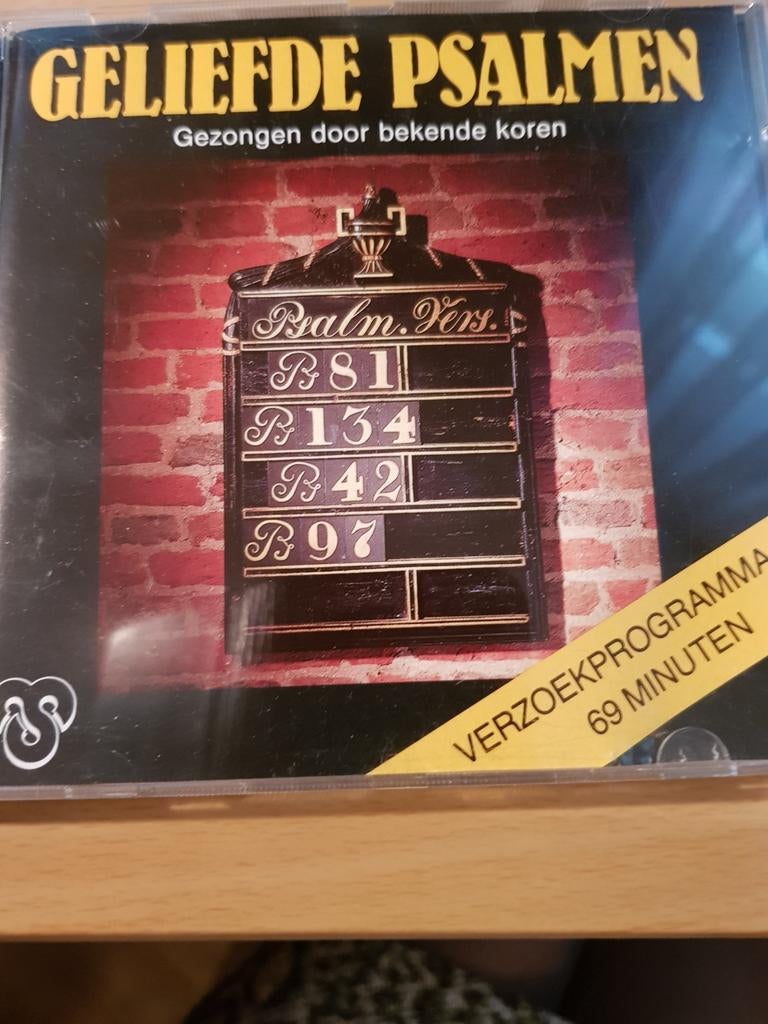 GELIEFDE PSALMEN
Gezongen door bekende koren
Psalm. Vers.
Ps 81
Ps 134
Ps 42
Ps 97
VERZOEKPROGRAMMA
69 MINUTEN